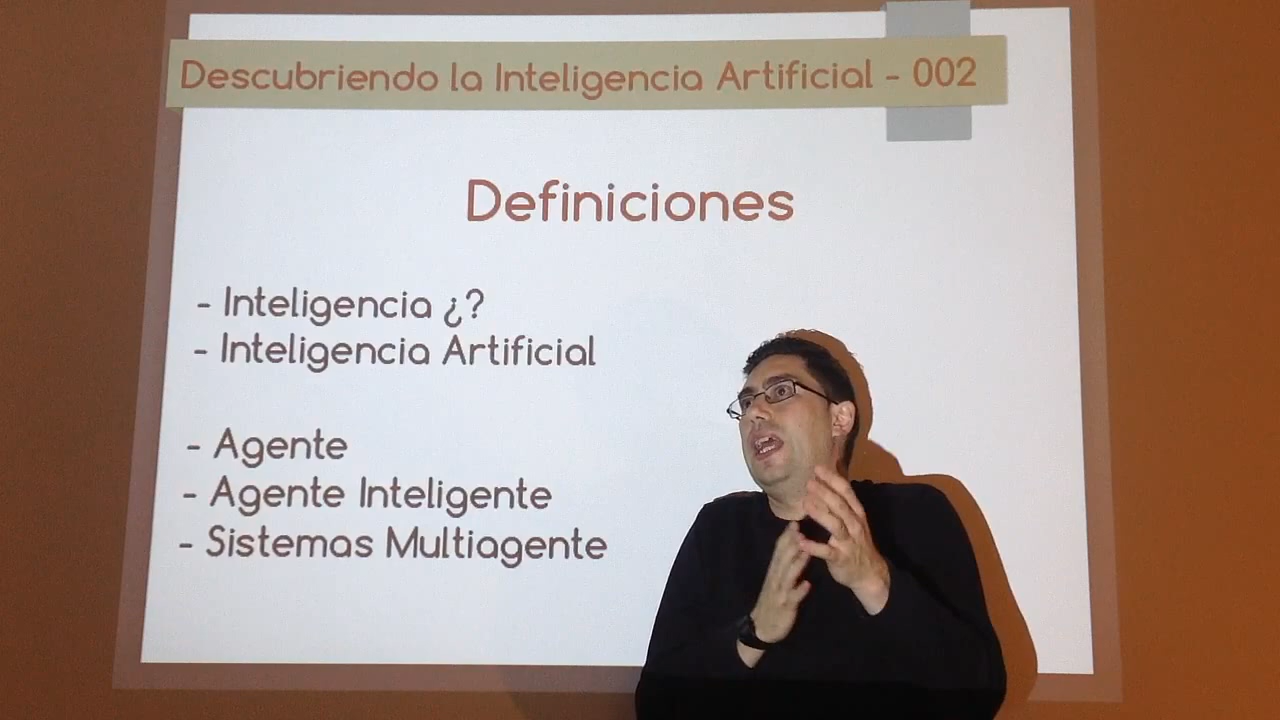 Descubriendo la Inteligencia Artificial - 002
Definiciones
- Inteligencia ¿?
- Inteligencia Artificial
- Agente
- Agente Inteligente
- Sistemas Multiagente